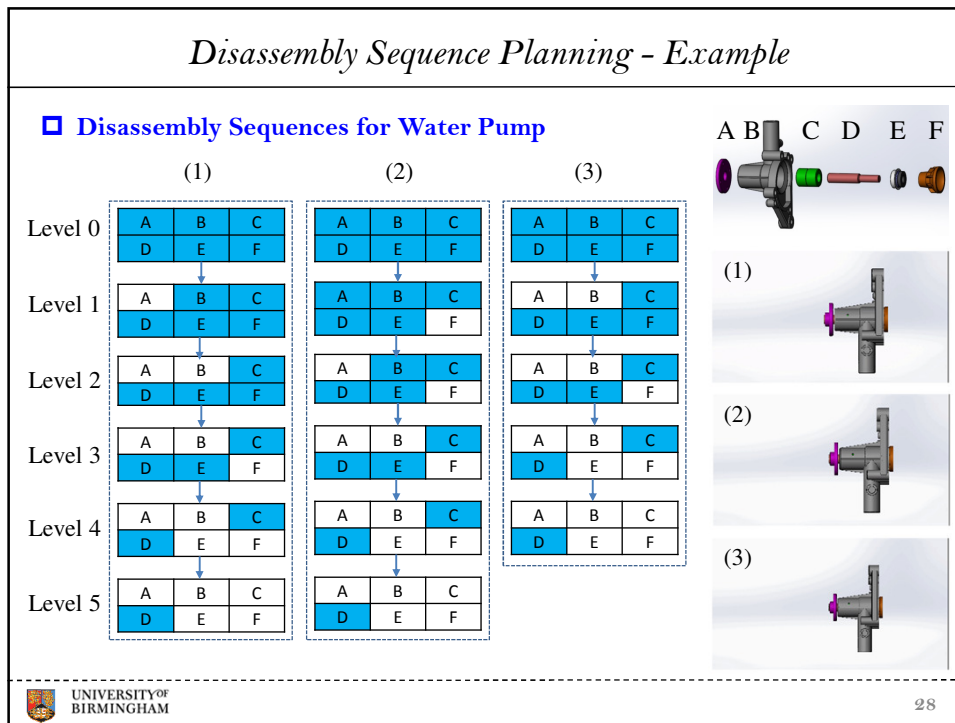 Disassembly Sequence Planning - Example
Disassembly Sequences for Water Pump
(1) (2) (3)
Level 0
A B C A B C A B C
D E F D E F D E F
Level 1
A B C A B C A B C
D E F D E F D E F
Level 2
A B C A B C A B C
D E F D E F D E F
Level 3
A B C A B C A B C
D E F D E F D E F
Level 4
A B C A B C A B C
D E F D E F D E F
Level 5
A B C A B C
D E F D E F
A B C D E F
(1)
(2)
(3)
UNIVERSITY OF
BIRMINGHAM
28